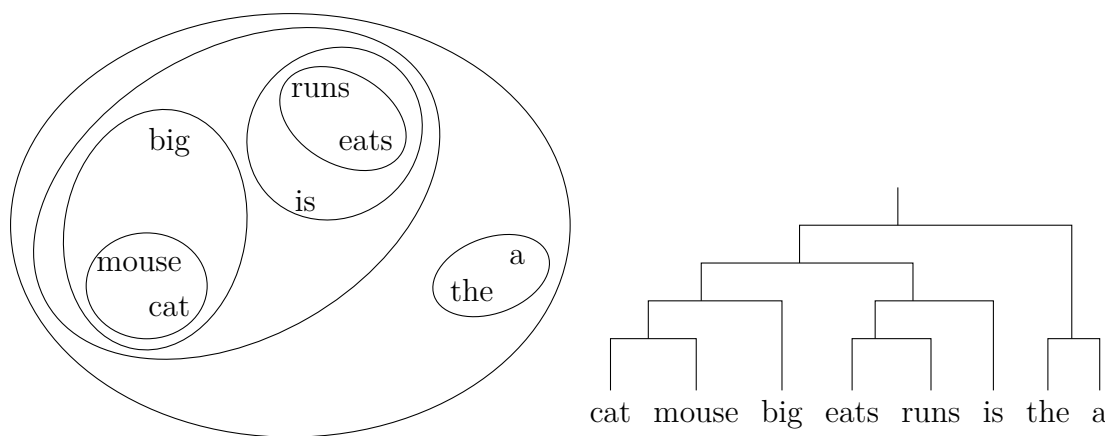 runs
eats
big
is
mouse
cat
a
the
cat mouse big eats runs is the a